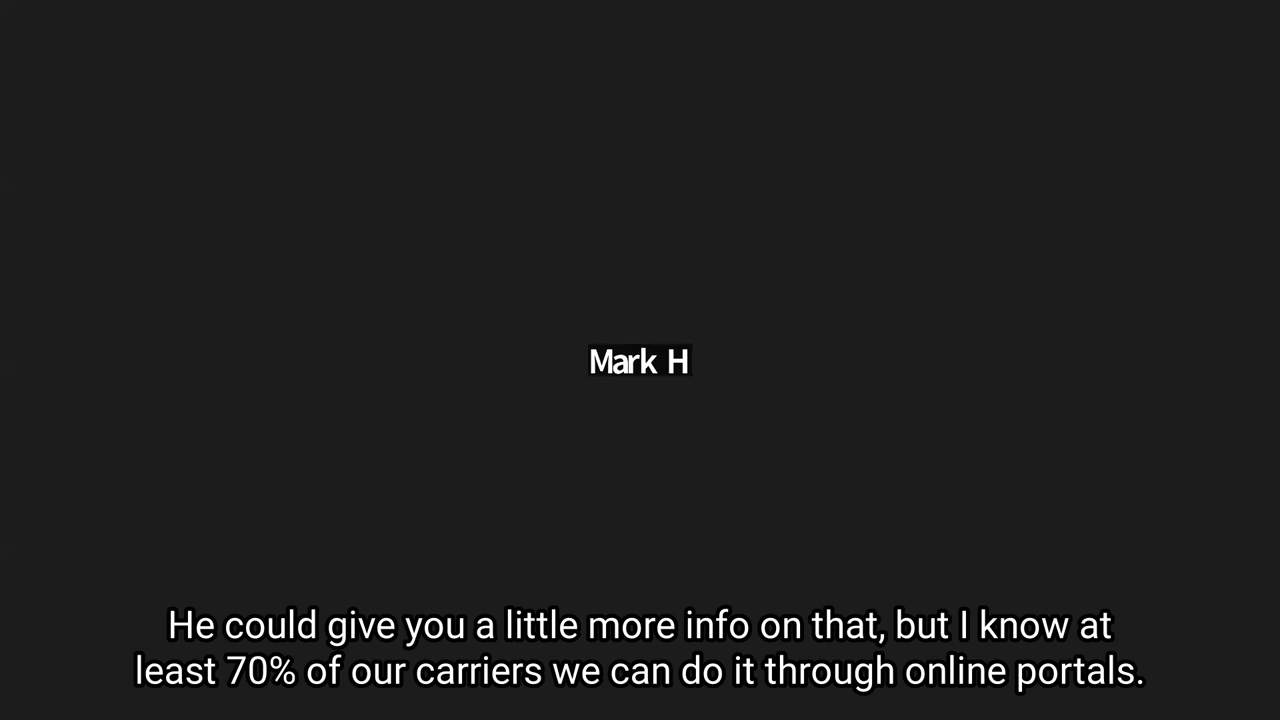 Mark H
He could give you a little more info on that, but I know at
least 70% of our carriers we can do it through online portals.